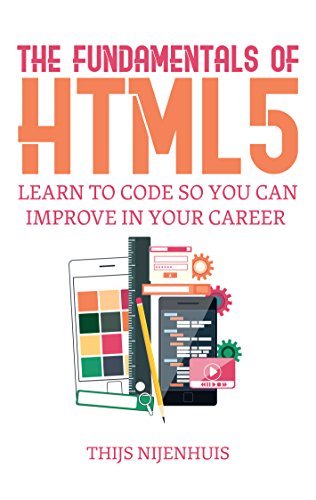 THE FUNDAMENTALS OF
HTML5
LEARN TO CODE SO YOU CAN
IMPROVE IN YOUR CAREER
THIJS NIJENHUIS